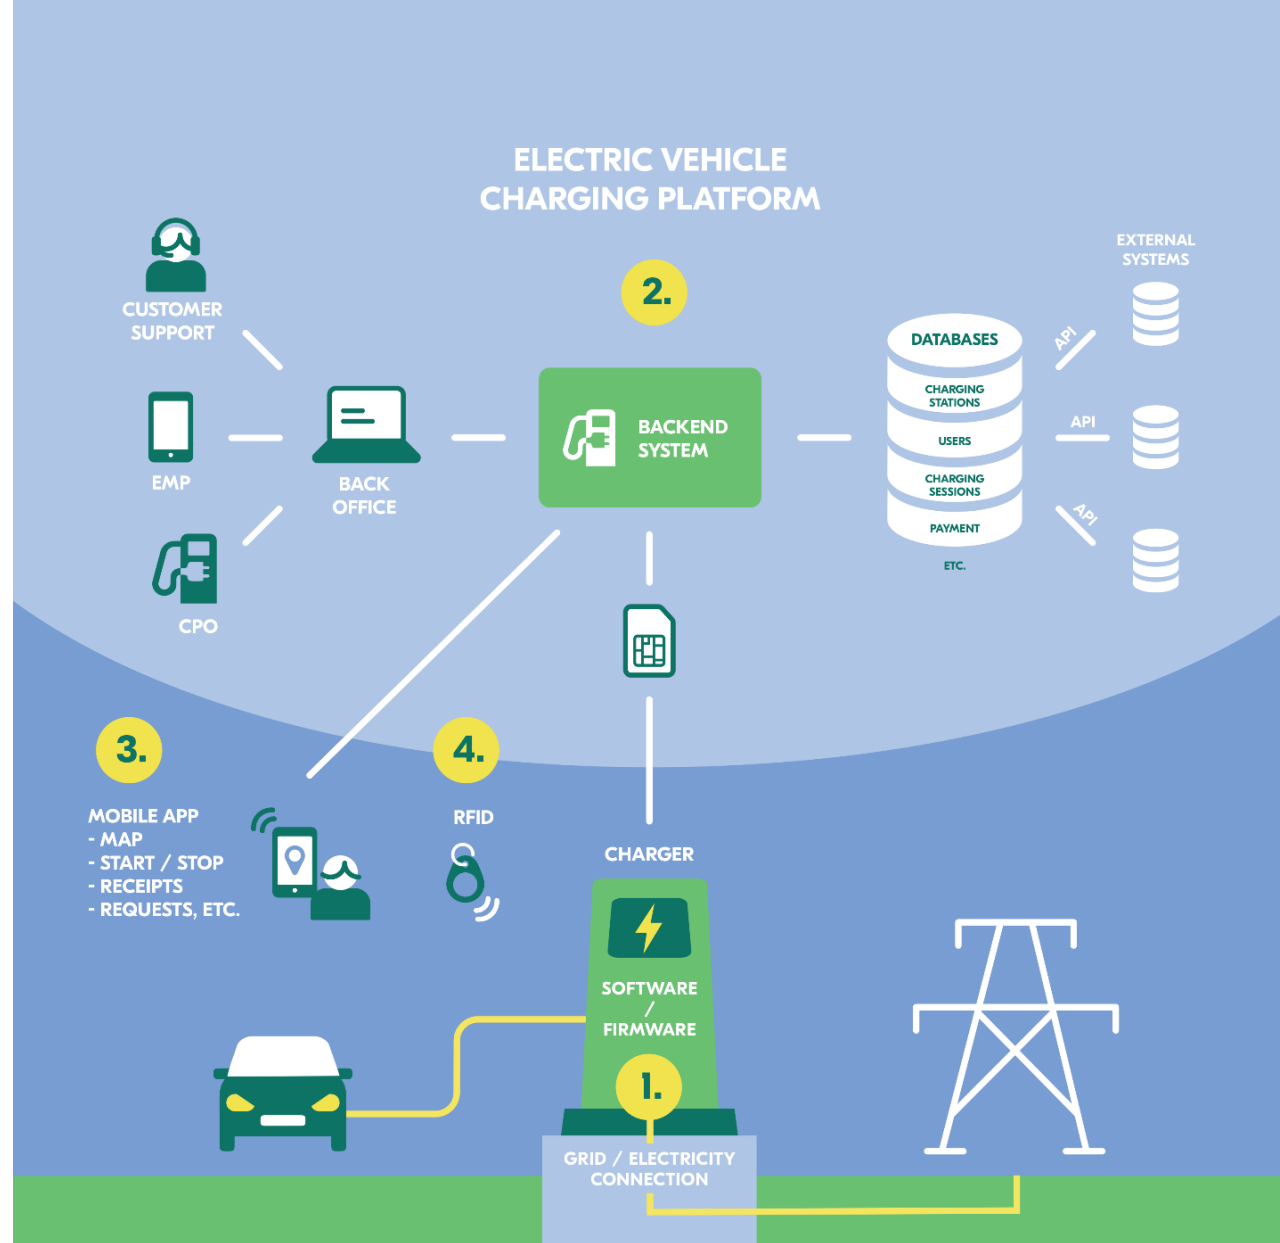 ELECTRIC VEHICLE
CHARGING PLATFORM
2.
CUSTOMER
SUPPORT
EMP
CPO
BACK
OFFICE
BACKEND
SYSTEM
DATABASES
CHARGING
STATIONS
USERS
CHARGING
SESSIONS
PAYMENT
ETC.
EXTERNAL
SYSTEMS
API
API
API
3.
MOBILE APP
- MAP
- START / STOP
- RECEIPTS
- REQUESTS, ETC.
4.
RFID
CHARGER
SOFTWARE
/
FIRMWARE
1.
GRID / ELECTRICITY
CONNECTION